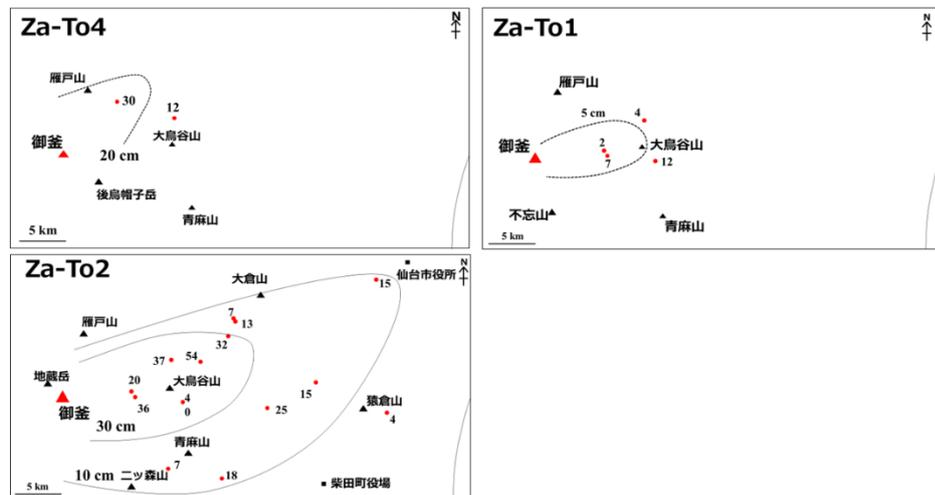 Za-To4
N
雁戸山
30
12
大鳥谷山
御釜
20 cm
後烏帽子岳
青麻山
5 km
Za-To1
N
雁戸山
5 cm
4
御釜
2
7
大鳥谷山
12
不忘山
青麻山
5 km
Za-To2
N
仙台市役所
大倉山
15
雁戸山
7
13
32
37
54
地蔵岳
大鳥谷山
20
15
御釜
36
4
0
25
猿倉山
4
30 cm
青麻山
10 cm
二ッ森山
7
18
柴田町役場
5 km